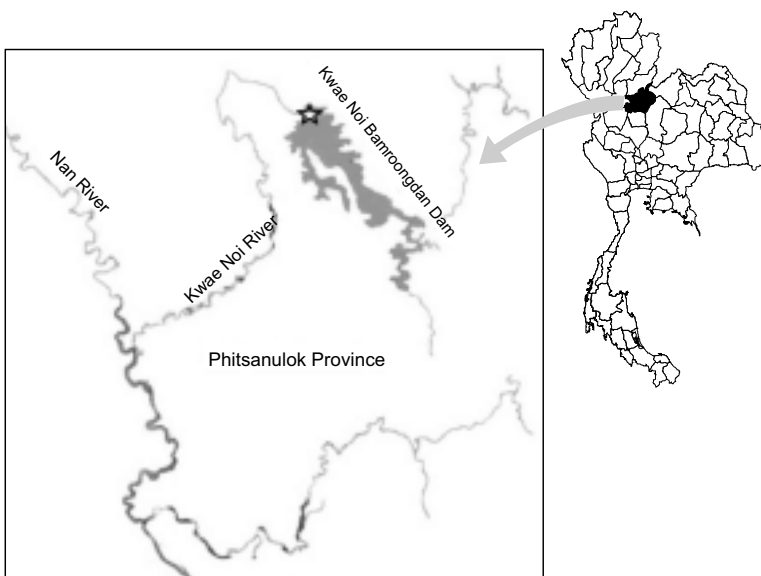 Kwae Noi Bamroongdan Dam
Nan River
Kwae Noi River
Phitsanulok Province